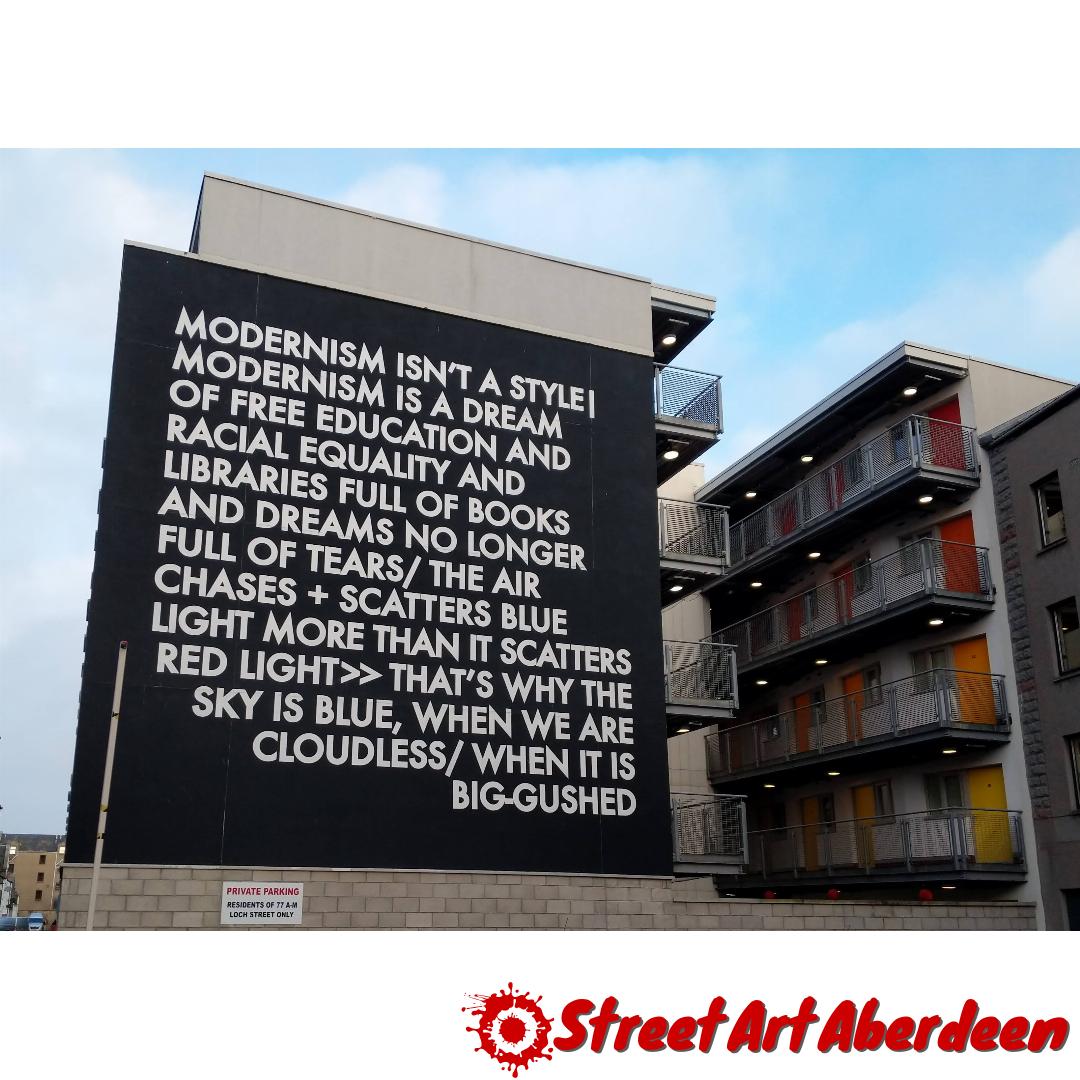 MODERNISM ISN'T A STYLE|
MODERNISM IS A DREAM
OF FREE EDUCATION AND
RACIAL EQUALITY AND
LIBRARIES FULL OF BOOKS
AND DREAMS NO LONGER
FULL OF TEARS/ THE AIR
CHASES + SCATTERS BLUE
LIGHT MORE THAN IT SCATTERS
RED LIGHT>> THAT'S WHY THE
SKY IS BLUE, WHEN WE ARE
CLOUDLESS/ WHEN IT IS
BIG-GUSHED
PRIVATE PARKING
RESIDENTS OF 77 A-M
LOCH STREET ONLY
Street Art Aberdeen